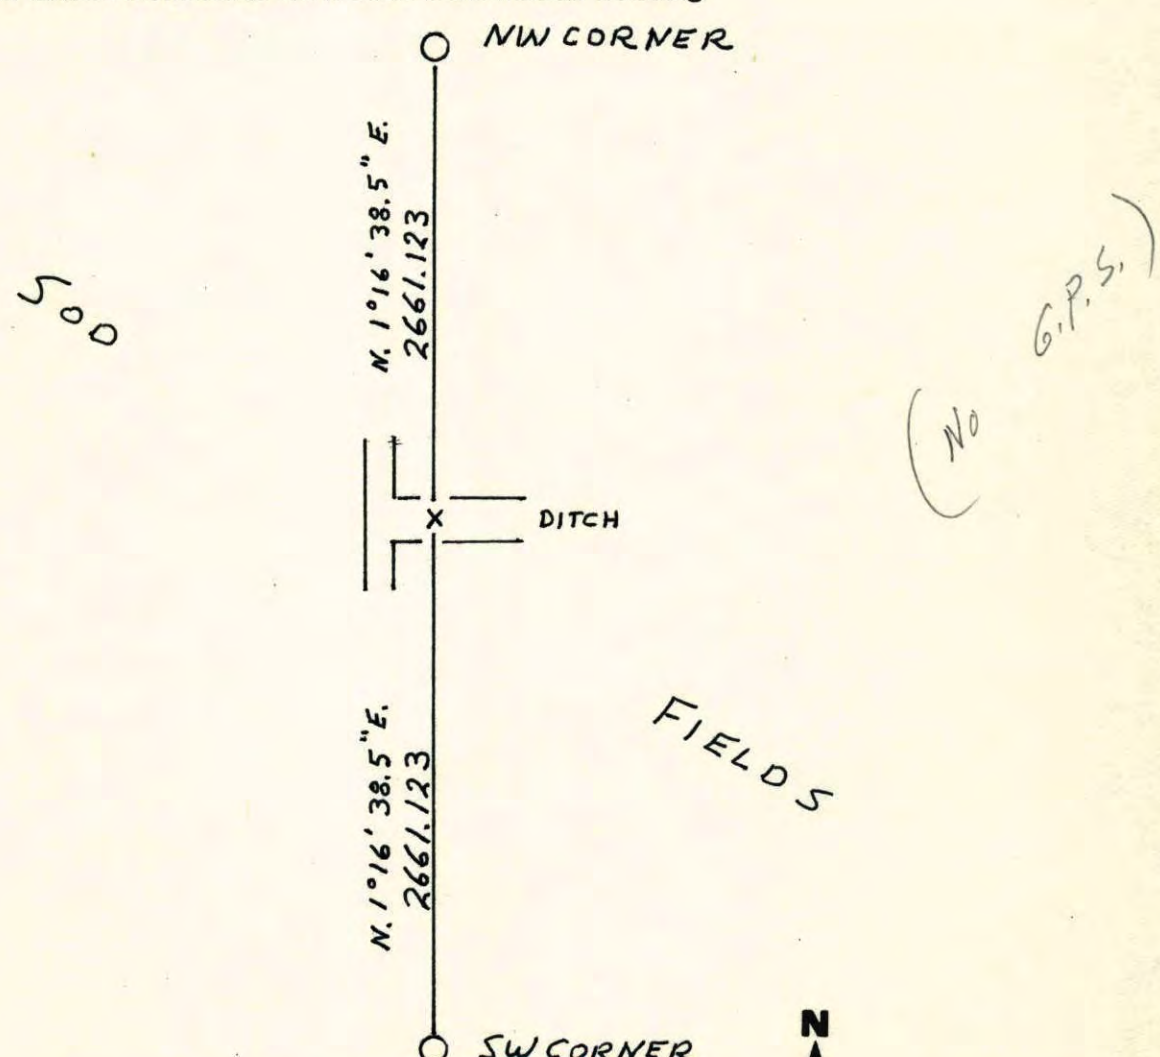 NW CORNER
N. 1°16' 38.5" E.
2661.123
SOD
(NO G.P.S.)
X
DITCH
FIELDS
N. 1°16' 38.5" E.
2661.123
N
SW CORNER